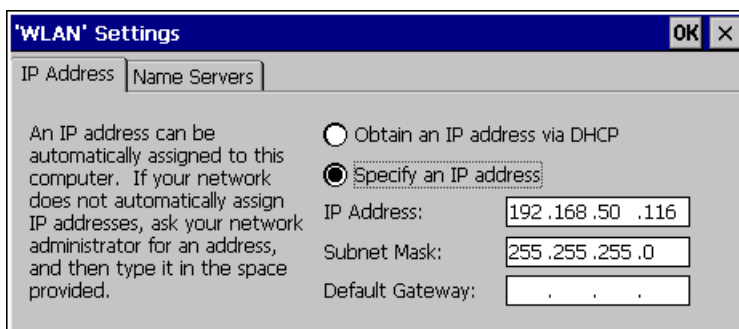 'WLAN' Settings OK ×
IP Address Name Servers
An IP address can be
automatically assigned to this
computer. If your network
does not automatically assign
IP addresses, ask your network
administrator for an address,
and then type it in the space
provided.
Obtain an IP address via DHCP
Specify an IP address
IP Address: 192.168.50 .116
Subnet Mask: 255.255.255.0
Default Gateway: . . .